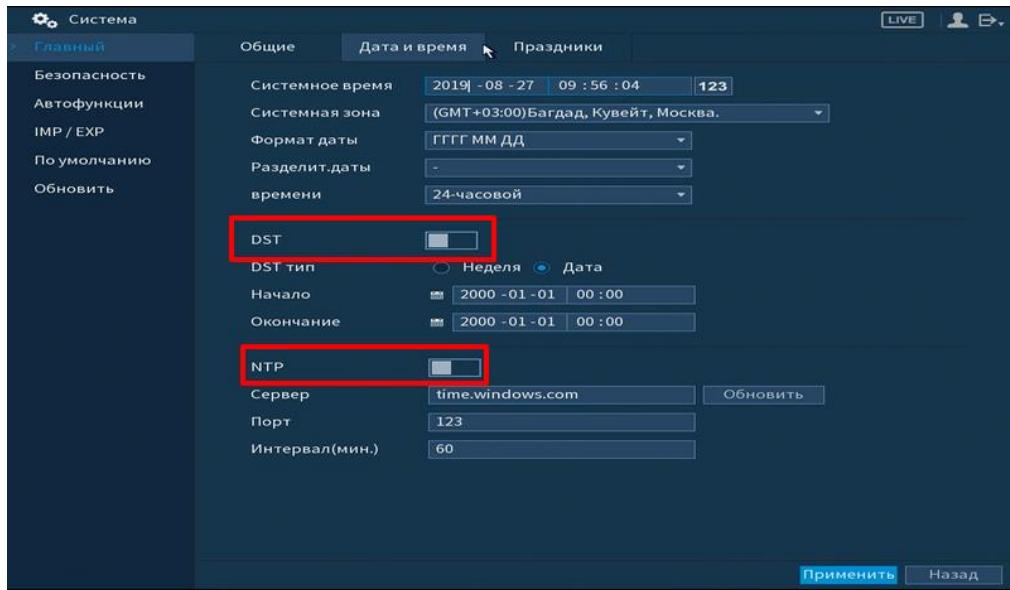 Система LIVE
Главный Общие Дата и время Праздники
Безопасность
Автофункции
IMP / EXP
По умолчанию
Обновить
Системное время 2019 - 08 - 27 09 : 56 : 04 123
Системная зона (GMT+03:00)Багдад, Кувейт, Москва.
Формат даты ГГГГ ММ ДД
Разделит.даты -
времени 24-часовой
DST
DST тип Неделя Дата
Начало 2000 - 01 - 01 00 : 00
Окончание 2000 - 01 - 01 00 : 00
NTP
Сервер time.windows.com Обновить
Порт 123
Интервал(мин.) 60
Применить Назад